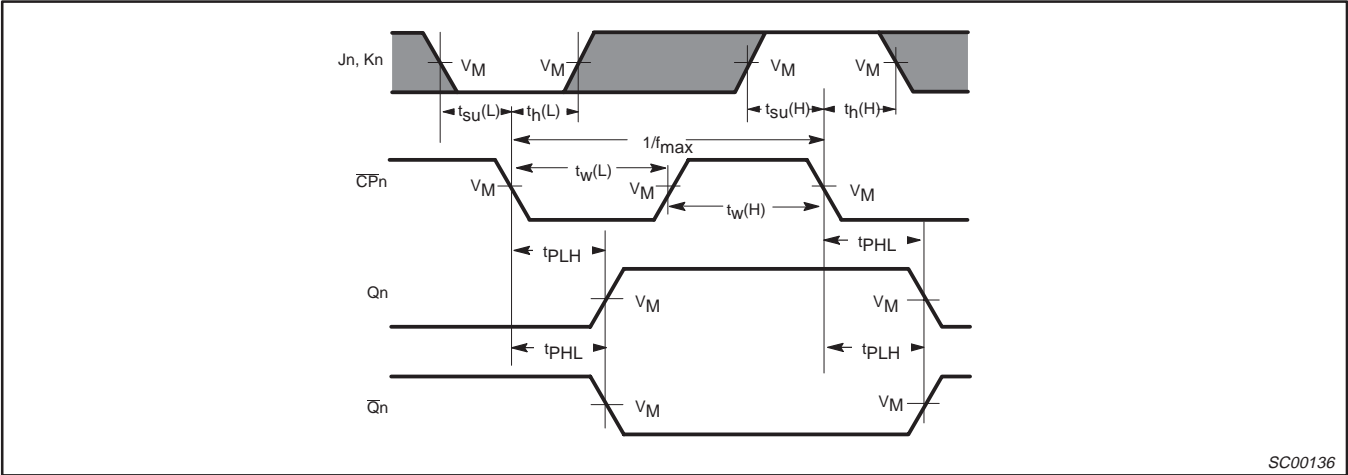 Jn, Kn VM VM VM VM
tsu(L) th(L) tsu(H) th(H)
1/fmax
tw(L)
CPn VM VM VM
tw(H)
tPHL
tPLH
Qn VM VM
tPHL tPLH
Qn VM VM
SC00136